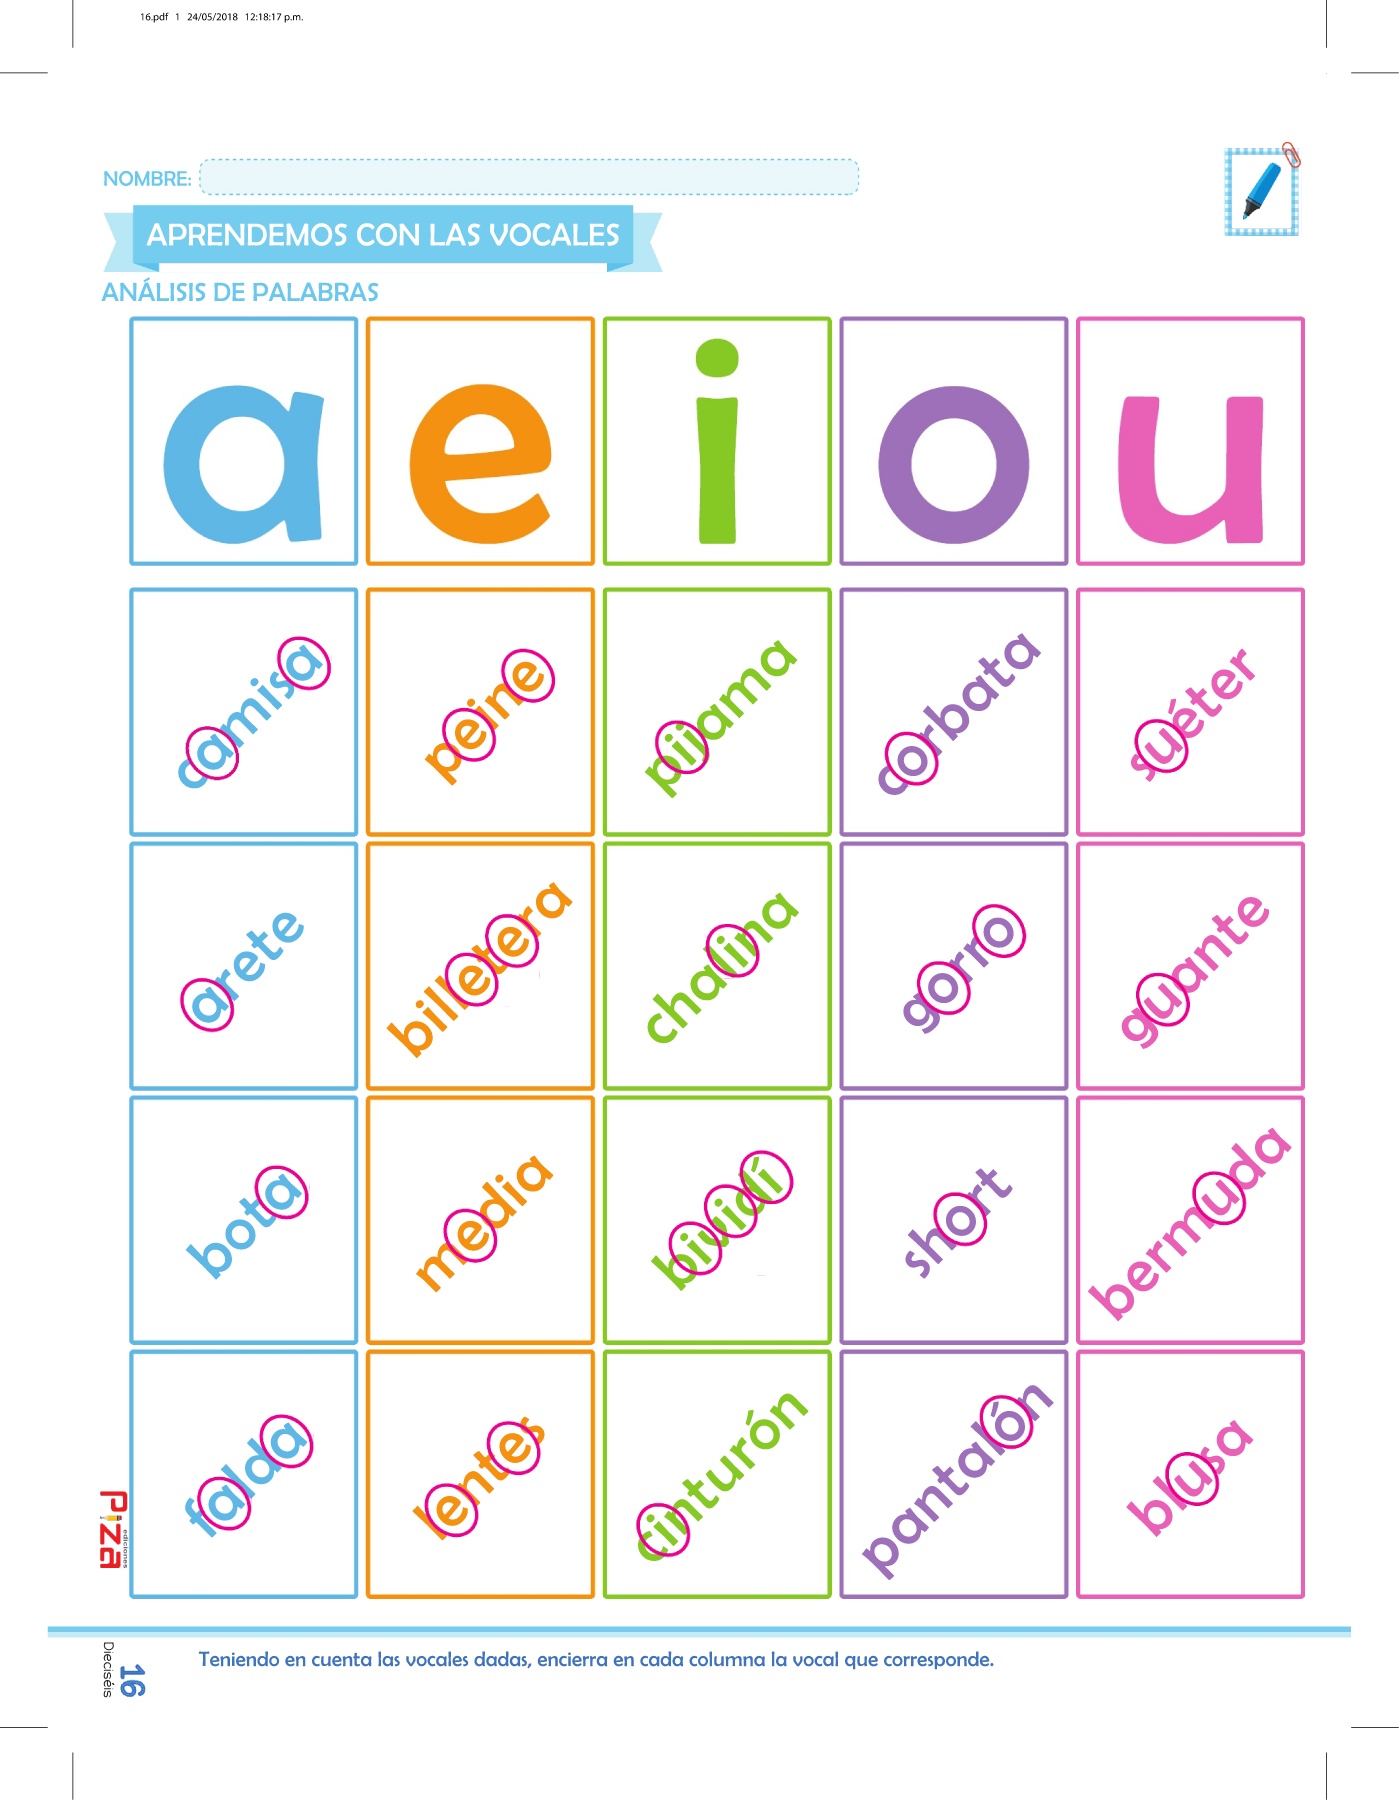 16.pdf 1 24/05/2018 12:18:17 p.m.
NOMBRE:
APRENDEMOS CON LAS VOCALES
ANÁLISIS DE PALABRAS
a e i o u
camisa peine pijama corbata suéter
arete billetera chalina gorro guante
bota media bividí short bermuda
falda lentes cinturón pantalón blusa
Piza ediciones
Teniendo en cuenta las vocales dadas, encierra en cada columna la vocal que corresponde.
16
Dieciséis